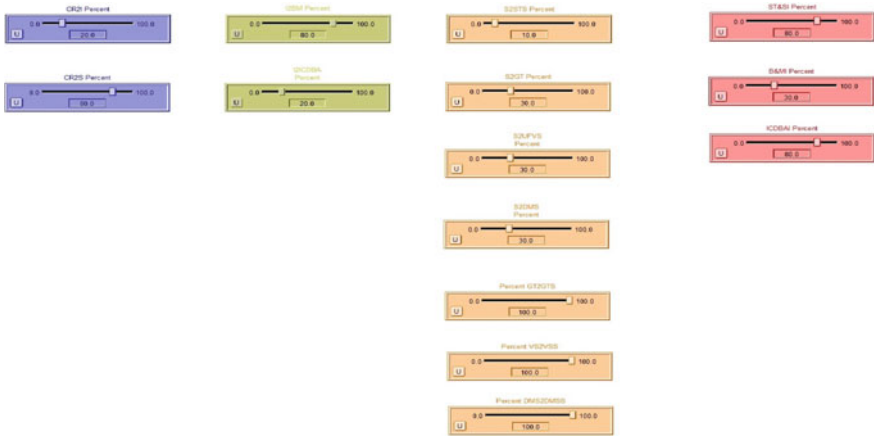 CR2I Percent
0.0 100.0
U 20.0
CR2S Percent
0.0 100.0
U 80.0
Percent
0.0 100.0
U 80.0
Percent
0.0 100.0
U 20.0
S2STS Percent
0.0 100.0
U 10.0
S2GT Percent
0.0 100.0
U 30.0
S2UFVS
Percent
0.0 100.0
U 30.0
S2DMS
Percent
0.0 100.0
U 30.0
Percent GT2GTS
0.0 100.0
U 100.0
Percent VS2VSS
0.0 100.0
U 100.0
Percent DMS2DMSS
0.0 100.0
U 100.0
ST&SI Percent
0.0 100.0
U 80.0
SI&MI Percent
0.0 100.0
U 20.0
ICOBAI Percent
0.0 100.0
U 80.0